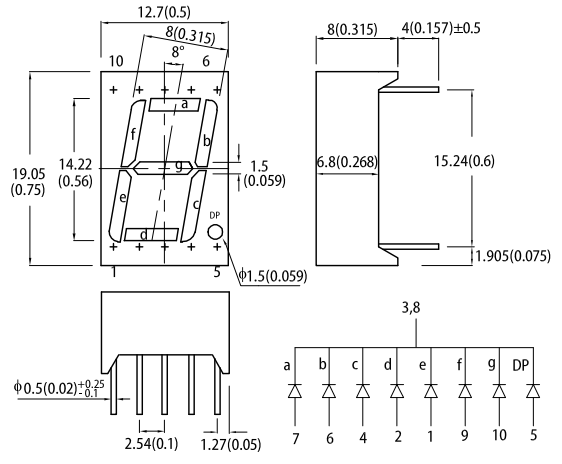 12.7(0.5)
8(0.315)
8°
10
6
a
f
b
g
e
c
d
DP
1
5
19.05
(0.75)
14.22
(0.56)
1.5
(0.059)
ϕ1.5(0.059)
8(0.315)
4(0.157)±0.5
6.8(0.268)
15.24(0.6)
1.905(0.075)
ϕ0.5(0.02)+0.25
-0.1
2.54(0.1)
1.27(0.05)
3,8
a b c d e f g DP
7 6 4 2 1 9 10 5